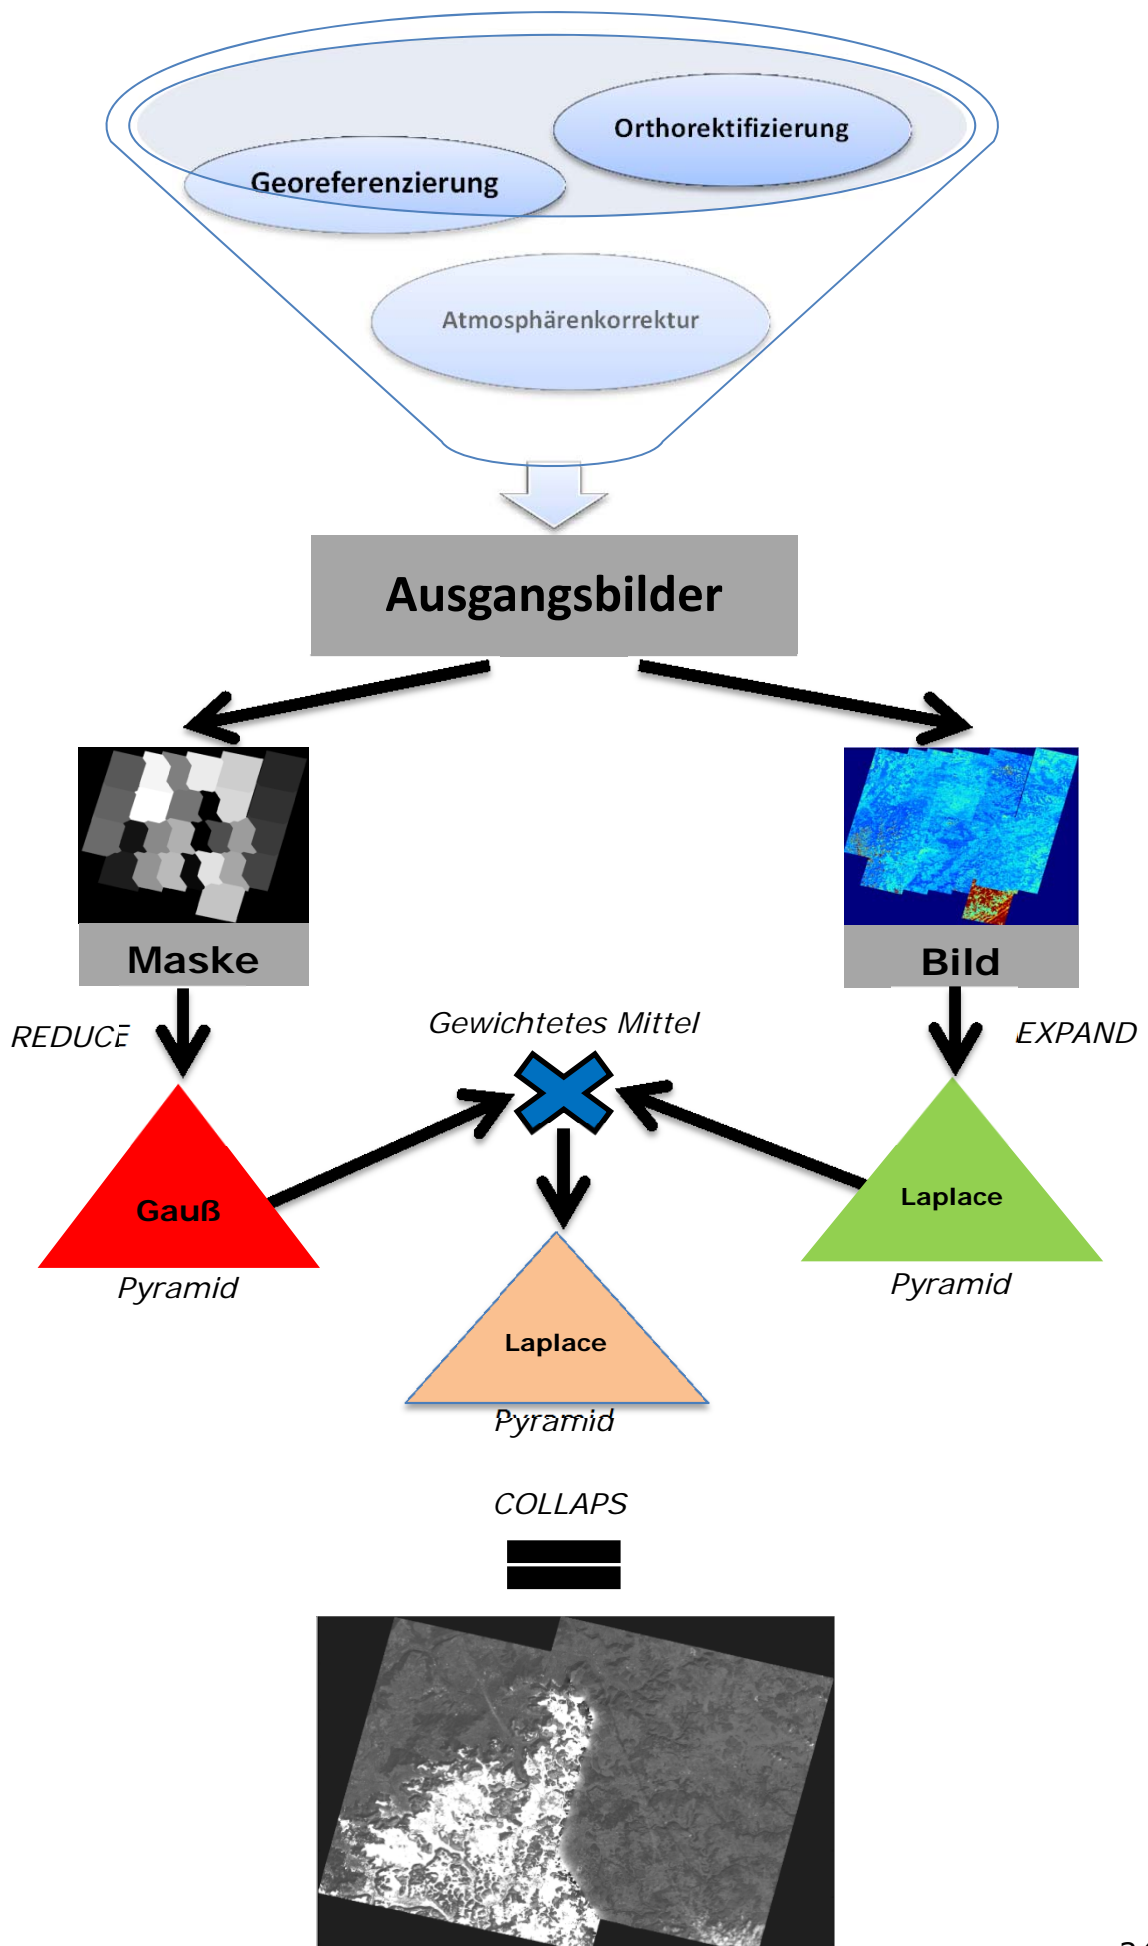 Orthorektifizierung
Georeferenzierung
Atmosphärenkorrektur
Ausgangsbilder
Maske
Bild
REDUCE
Gewichtetes Mittel
EXPAND
Gauß
Pyramid
Laplace
Pyramid
Laplace
Pyramid
COLLAPS